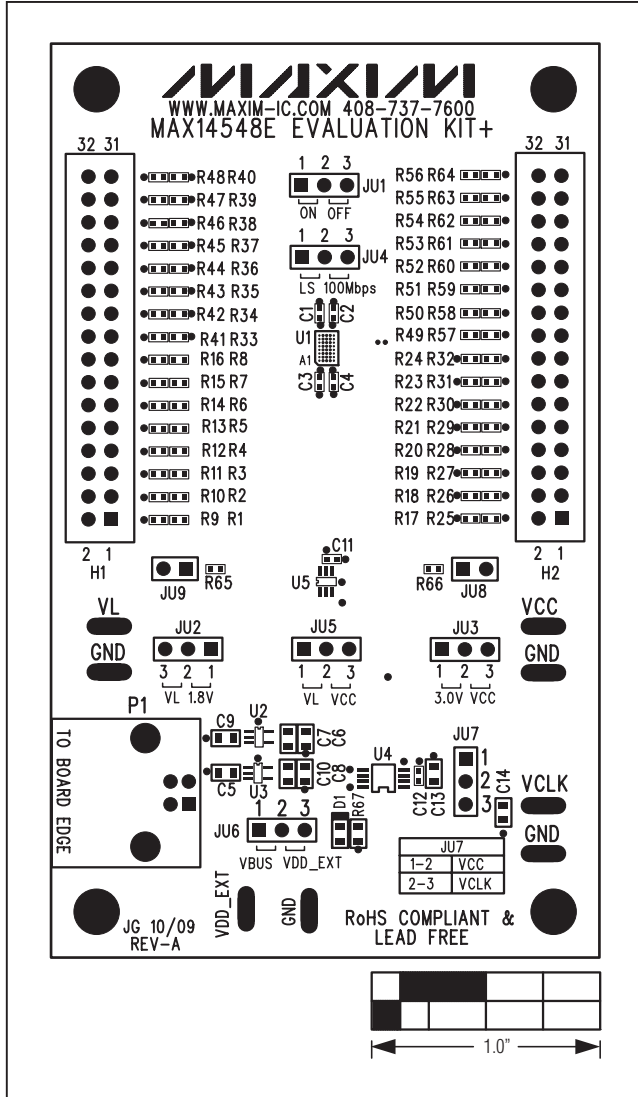 MAXIM
WWW.MAXIM-IC.COM 408-737-7600
MAX14548E EVALUATION KIT+
32 31
32 31
1 2 3
JU1
ON OFF
1 2 3
JU4
LS 100Mbps
C1 C2
U1
A1
C3 C4
R48 R40
R47 R39
R46 R38
R45 R37
R44 R36
R43 R35
R42 R34
R41 R33
R16 R8
R15 R7
R14 R6
R13 R5
R12 R4
R11 R3
R10 R2
R9 R1
R56 R64
R55 R63
R54 R62
R53 R61
R52 R60
R51 R59
R50 R58
R49 R57
R24 R32
R23 R31
R22 R30
R21 R29
R20 R28
R19 R27
R18 R26
R17 R25
2 1
H1
2 1
H2
JU9
R65
C11
U5
R66
JU8
VL
GND
VCC
GND
JU2
3 2 1
VL 1.8V
JU5
1 2 3
VL VCC
JU3
1 2 3
3.0V VCC
P1
TO BOARD EDGE
C9
U2
C7 C6
C5
U3
C10 C8
U4
C12 C13
JU7
1
2
3
C14
VCLK
GND
JU6
1 2 3
VBUS VDD_EXT
D1
R67
JU7
1-2 VCC
2-3 VCLK
VDD_EXT
GND
JG 10/09
REV-A
RoHS COMPLIANT &
LEAD FREE
1.0"